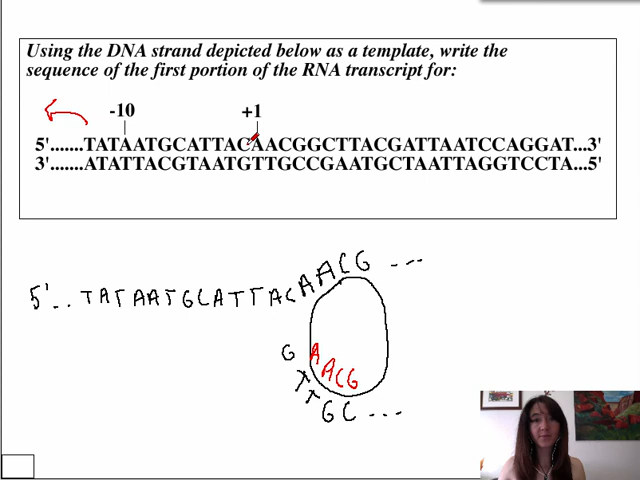 Using the DNA strand depicted below as a template, write the
sequence of the first portion of the RNA transcript for:
-10 +1
5'.......TATAATGCATTACAACGGCTTACGATTAATCCAGGAT...3'
3'.......ATATTACGTAATGTTGCCGAATGCTAATTAGGTCCTA...5'
5'... TATAATGCATTACAACG ...
G AACG
TTGC ...